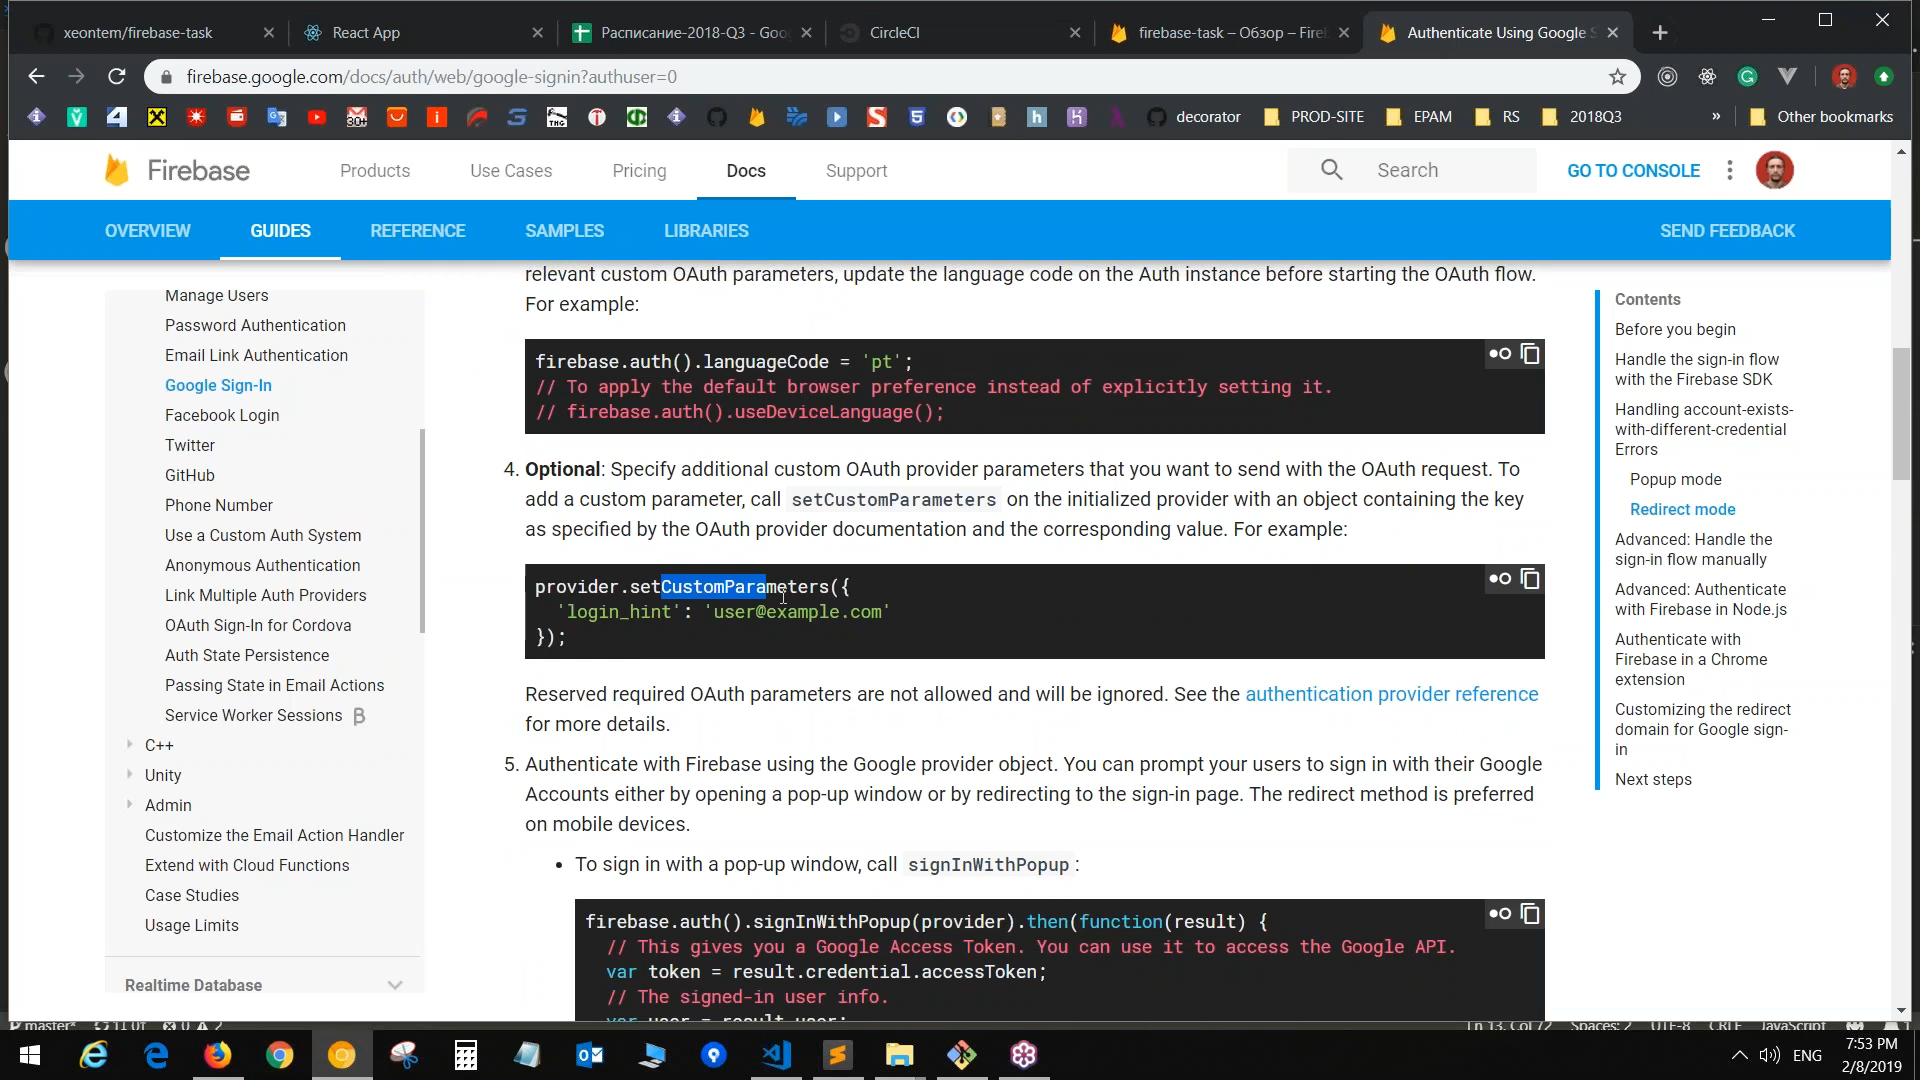 xeontem/firebase-task
React App
Расписание-2018-Q3 - Goo
CircleCI
firebase-task – Обзор – Fire
Authenticate Using Google S
firebase.google.com/docs/auth/web/google-signin?authuser=0
decorator
PROD-SITE
EPAM
RS
2018Q3
»
Other bookmarks
Firebase
Products
Use Cases
Pricing
Docs
Support
Search
GO TO CONSOLE
OVERVIEW
GUIDES
REFERENCE
SAMPLES
LIBRARIES
SEND FEEDBACK
Manage Users
Password Authentication
Email Link Authentication
Google Sign-In
Facebook Login
Twitter
GitHub
Phone Number
Use a Custom Auth System
Anonymous Authentication
Link Multiple Auth Providers
OAuth Sign-In for Cordova
Auth State Persistence
Passing State in Email Actions
Service Worker Sessions β
C++
Unity
Admin
Customize the Email Action Handler
Extend with Cloud Functions
Case Studies
Usage Limits
Realtime Database
relevant custom OAuth parameters, update the language code on the Auth instance before starting the OAuth flow.
For example:
firebase.auth().languageCode = 'pt';
// To apply the default browser preference instead of explicitly setting it.
// firebase.auth().useDeviceLanguage();
4. Optional: Specify additional custom OAuth provider parameters that you want to send with the OAuth request. To
add a custom parameter, call setCustomParameters on the initialized provider with an object containing the key
as specified by the OAuth provider documentation and the corresponding value. For example:
provider.setCustomParameters({
'login_hint': 'user@example.com'
});
Reserved required OAuth parameters are not allowed and will be ignored. See the authentication provider reference
for more details.
5. Authenticate with Firebase using the Google provider object. You can prompt your users to sign in with their Google
Accounts either by opening a pop-up window or by redirecting to the sign-in page. The redirect method is preferred
on mobile devices.
• To sign in with a pop-up window, call signInWithPopup :
firebase.auth().signInWithPopup(provider).then(function(result) {
// This gives you a Google Access Token. You can use it to access the Google API.
var token = result.credential.accessToken;
// The signed-in user info.
var user = result.user;
Contents
Before you begin
Handle the sign-in flow
with the Firebase SDK
Handling account-exists-
with-different-credential
Errors
Popup mode
Redirect mode
Advanced: Handle the
sign-in flow manually
Advanced: Authenticate
with Firebase in Node.js
Authenticate with
Firebase in a Chrome
extension
Customizing the redirect
domain for Google sign-
in
Next steps
master*
Ln 13, Col 72
Spaces: 2
UTF-8
CRLF
JavaScript
ENG
7:53 PM
2/8/2019